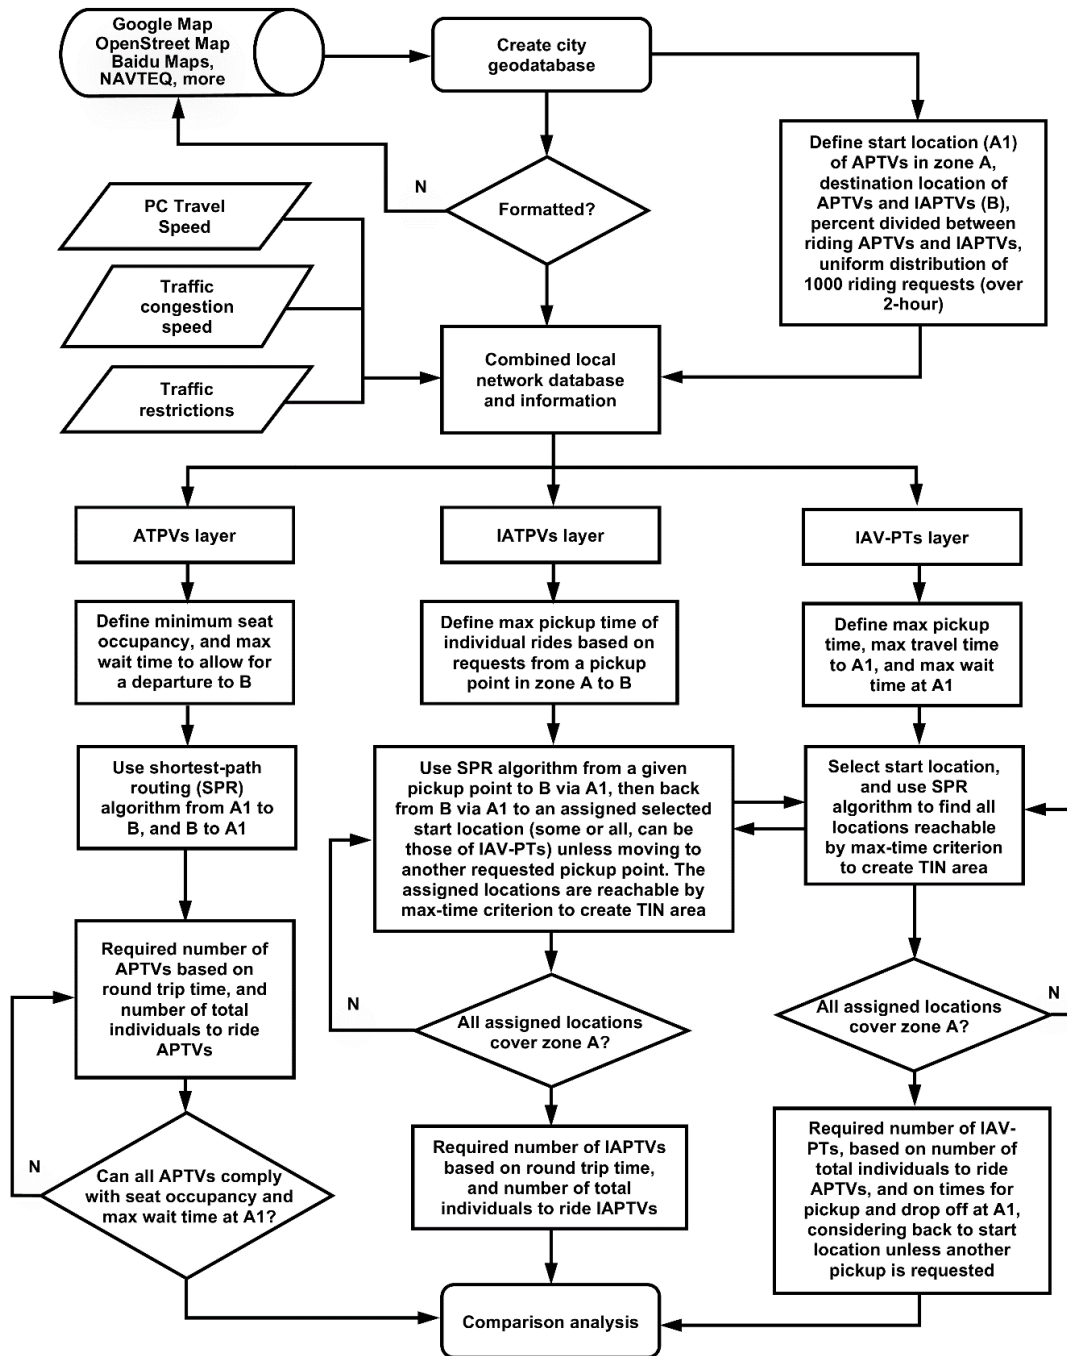 Google Map
OpenStreet Map
Baidu Maps,
NAVTEQ, more
Create city
geodatabase
Define start location (A1)
of APTVs in zone A,
destination location of
APTVs and IAPTVs (B),
percent divided between
riding APTVs and IAPTVs,
uniform distribution of
1000 riding requests (over
2-hour)
N
Formatted?
PC Travel
Speed
Traffic
congestion
speed
Traffic
restrictions
Combined local
network database
and information
ATPVs layer
IATPVs layer
IAV-PTs layer
Define minimum seat
occupancy, and max
wait time to allow for
a departure to B
Define max pickup time of
individual rides based on
requests from a pickup
point in zone A to B
Define max pickup
time, max travel time
to A1, and max wait
time at A1
Use shortest-path
routing (SPR)
algorithm from A1 to
B, and B to A1
Use SPR algorithm from a given
pickup point to B via A1, then back
from B via A1 to an assigned selected
start location (some or all, can be
those of IAV-PTs) unless moving to
another requested pickup point. The
assigned locations are reachable by
max-time criterion to create TIN area
Select start location,
and use SPR
algorithm to find all
locations reachable
by max-time criterion
to create TIN area
Required number of
APTVs based on
round trip time, and
number of total
individuals to ride
APTVs
N
All assigned locations
cover zone A?
N
All assigned locations
cover zone A?
N
Can all APTVs comply
with seat occupancy and
max wait time at A1?
Required number of IAPTVs
based on round trip time,
and number of total
individuals to ride IAPTVs
Required number of IAV-
PTs, based on number of
total individuals to ride
APTVs, and on times for
pickup and drop off at A1,
considering back to start
location unless another
pickup is requested
Comparison analysis